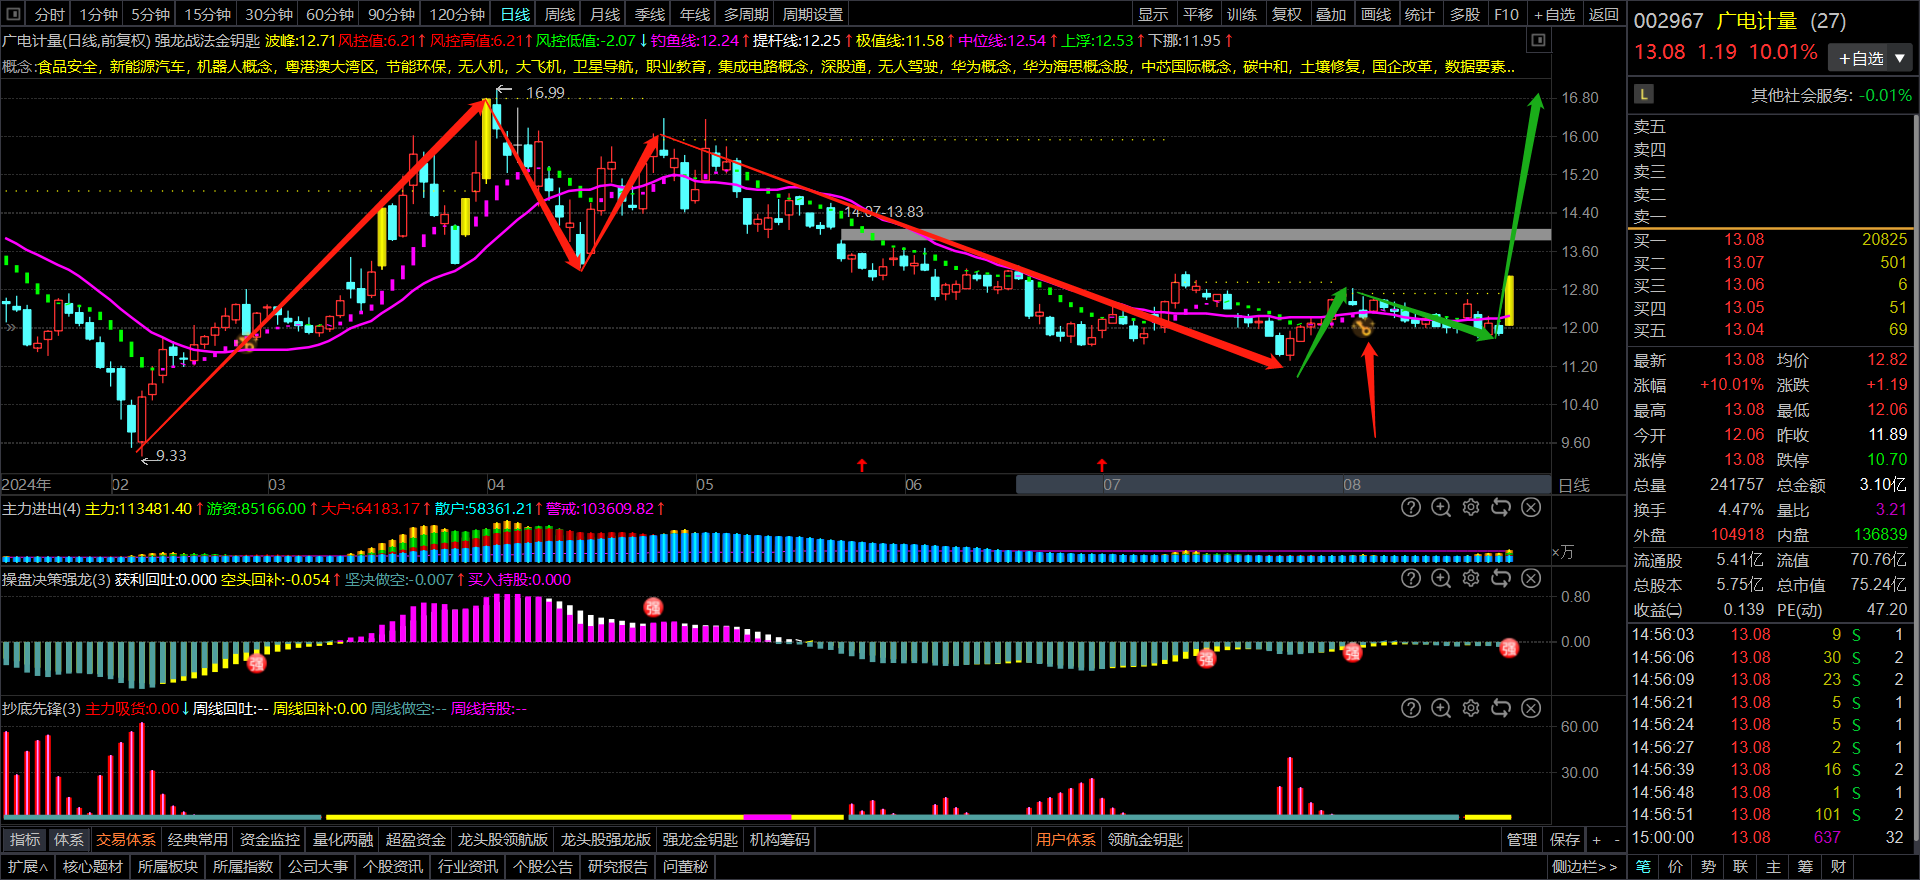 分时 1分钟 5分钟 15分钟 30分钟 60分钟 90分钟 120分钟 日线 周线 月线 季线 年线 多周期 周期设置 显示 平移 训练 复权 叠加 画线 统计 多股 F10 +自选 返回
广电计量(日线,前复权) 强龙战法金钥匙 波峰:12.71 风控值:6.21↑ 风控高值:6.21↑ 风控低值:-2.07↓ 钓鱼线:12.24↑ 提杆线:12.25↑ 极值线:11.58↑ 中位线:12.54↑ 上浮:12.53↑ 下挪:11.95↑
概念:食品安全，新能源汽车，机器人概念，粤港澳大湾区，节能环保，无人机，大飞机，卫星导航，职业教育，集成电路概念，深股通，无人驾驶，华为概念，华为海思概念股，中芯国际概念，碳中和，土壤修复，国企改革，数据要素...
16.99
14.07-13.83
9.33
16.80
16.00
15.20
14.40
13.60
12.80
12.00
11.20
10.40
9.60
2024年 02 03 04 05 06 07 08 日线
主力进出(4) 主力:113481.40↑ 游资:85166.00↑ 大户:64183.17↑ 散户:58361.21↑ 警戒:103609.82↑
×万
操盘决策强龙(3) 获利回吐:0.000 空头回补:-0.054↑ 坚决做空:-0.007↑ 买入持股:0.000
强 强 强 强 强
0.80
0.00
抄底先锋(3) 主力吸货:0.00↓ 周线回吐:-- 周线回补:0.00 周线做空:-- 周线持股:--
60.00
30.00
指标 体系 交易体系 经典常用 资金监控 量化两融 超盈资金 龙头股领航版 龙头股强龙版 强龙金钥匙 机构筹码 用户体系 领航金钥匙 管理 保存 + -
扩展∧ 核心题材 所属板块 所属指数 公司大事 个股资讯 行业资讯 个股公告 研究报告 问董秘 侧边栏>>
002967 广电计量 (27)
13.08 1.19 10.01% +自选 ▼
L 其他社会服务: -0.01%
卖五
卖四
卖三
卖二
卖一
买一 13.08 20825
买二 13.07 501
买三 13.06 6
买四 13.05 51
买五 13.04 69
最新 13.08 均价 12.82
涨幅 +10.01% 涨跌 +1.19
最高 13.08 最低 12.06
今开 12.06 昨收 11.89
涨停 13.08 跌停 10.70
总量 241757 总金额 3.10亿
换手 4.47% 量比 3.21
外盘 104918 内盘 136839
流通股 5.41亿 流值 70.76亿
总股本 5.75亿 总市值 75.24亿
收益㈡ 0.139 PE(动) 47.20
14:56:03 13.08 9 S 1
14:56:06 13.08 30 S 2
14:56:09 13.08 23 S 2
14:56:21 13.08 5 S 1
14:56:24 13.08 5 S 1
14:56:27 13.08 2 S 1
14:56:39 13.08 16 S 2
14:56:48 13.08 1 S 1
14:56:51 13.08 101 S 2
15:00:00 13.08 637 32
笔 价 势 联 主 筹 财